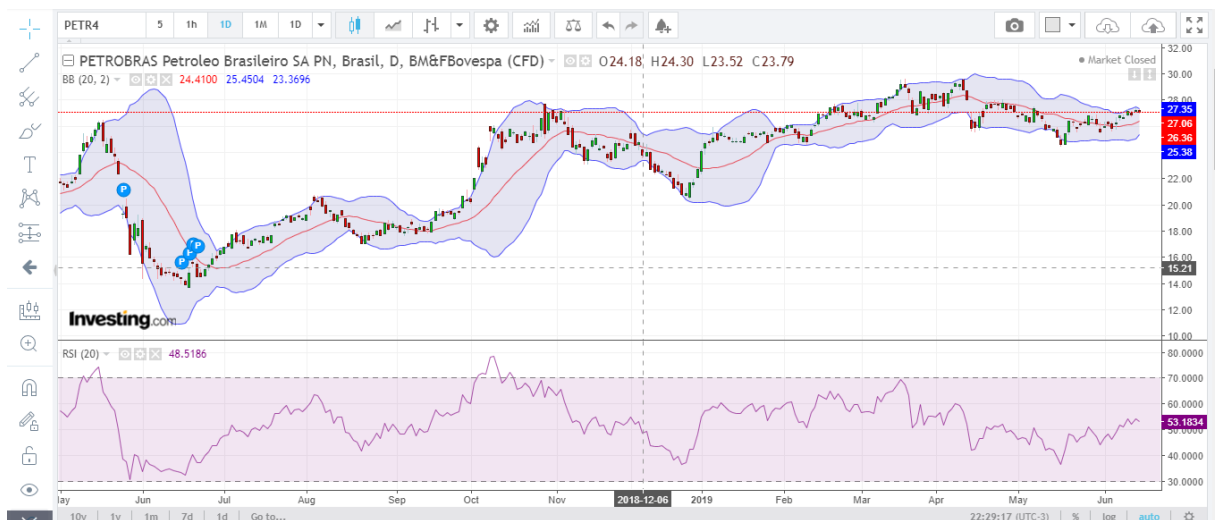 PETR4 5 1h 1D 1M 1D
PETROBRAS Petroleo Brasileiro SA PN, Brasil, D, BM&FBovespa (CFD) O24.18 H24.30 L23.52 C23.79
BB (20, 2) 24.4100 25.4504 23.3696
Market Closed
32.00
30.00
28.00
27.35
27.06
26.36
25.38
22.00
20.00
18.00
16.00
15.21
14.00
12.00
10.00
P
P
P
P
Investing.com
RSI (20) 48.5186
80.0000
70.0000
60.0000
53.1834
50.0000
40.0000
30.0000
Jun Jul Aug Sep Oct Nov 2018-12-06 2019 Feb Mar Apr May Jun
10y 1y 1m 7d 1d Go to... 22:29:17 (UTC-3) % log auto